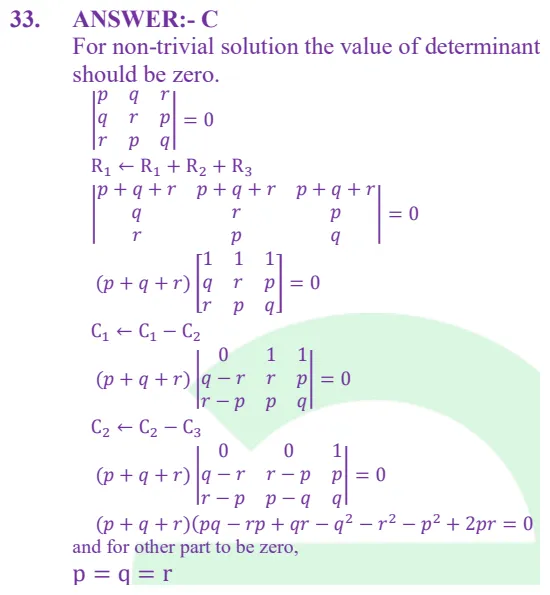 33. ANSWER:- C
For non-trivial solution the value of determinant
should be zero.
|p q r|
|q r p| = 0
|r p q|
R₁ ← R₁ + R₂ + R₃
|p + q + r p + q + r p + q + r|
|q r p| = 0
|r p q|
[1 1 1]
(p + q + r) [q r p] = 0
[r p q]
C₁ ← C₁ − C₂
|0 1 1|
(p + q + r) |q − r r p| = 0
|r − p p q|
C₂ ← C₂ − C₃
|0 0 1|
(p + q + r) |q − r r − p p| = 0
|r − p p − q q|
(p + q + r)(pq − rp + qr − q² − r² − p² + 2pr = 0
and for other part to be zero,
p = q = r